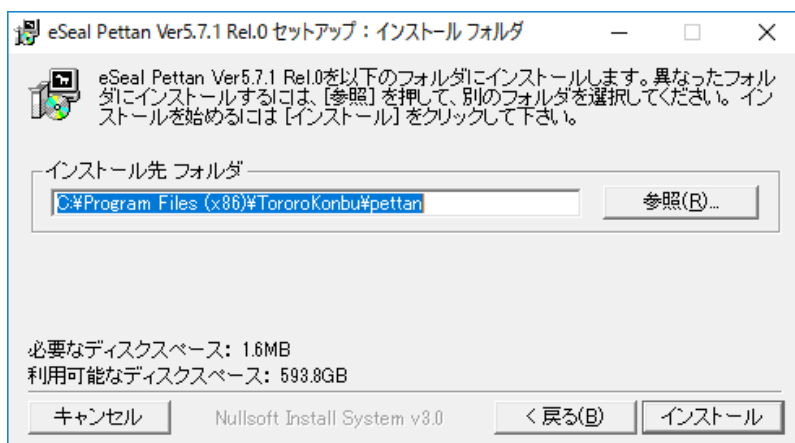 eSeal Pettan Ver5.7.1 Rel.0 セットアップ：インストール フォルダ
eSeal Pettan Ver5.7.1 Rel.0を以下のフォルダにインストールします。異なったフォル
ダにインストールするには、[参照] を押して、別のフォルダを選択してください。 イン
ストールを始めるには [インストール] をクリックして下さい。
インストール先 フォルダ
C:¥Program Files (x86)¥TororoKonbu¥pettan
参照(R)...
必要なディスクスペース: 1.6MB
利用可能なディスクスペース: 593.8GB
キャンセル
Nullsoft Install System v3.0
< 戻る(B)
インストール